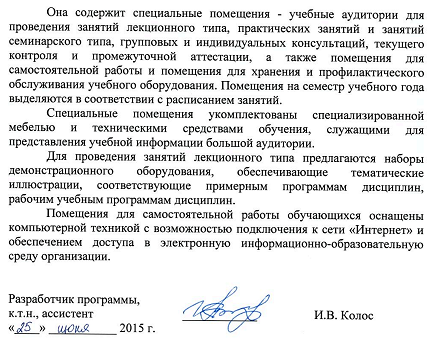 Она содержит специальные помещения - учебные аудитории для
проведения занятий лекционного типа, практических занятий и занятий
семинарского типа, групповых и индивидуальных консультаций, текущего
контроля и промежуточной аттестации, а также помещения для
самостоятельной работы и помещения для хранения и профилактического
обслуживания учебного оборудования. Помещения на семестр учебного года
выделяются в соответствии с расписанием занятий.
Специальные помещения укомплектованы специализированной
мебелью и техническими средствами обучения, служащими для
представления учебной информации большой аудитории.
Для проведения занятий лекционного типа предлагаются наборы
демонстрационного оборудования, обеспечивающие тематические
иллюстрации, соответствующие примерным программам дисциплин,
рабочим учебным программам дисциплин.
Помещения для самостоятельной работы обучающихся оснащены
компьютерной техникой с возможностью подключения к сети «Интернет» и
обеспечением доступа в электронную информационно-образовательную
среду организации.
Разработчик программы,
к.т.н., ассистент И.В. Колос
«25» июня 2015 г.